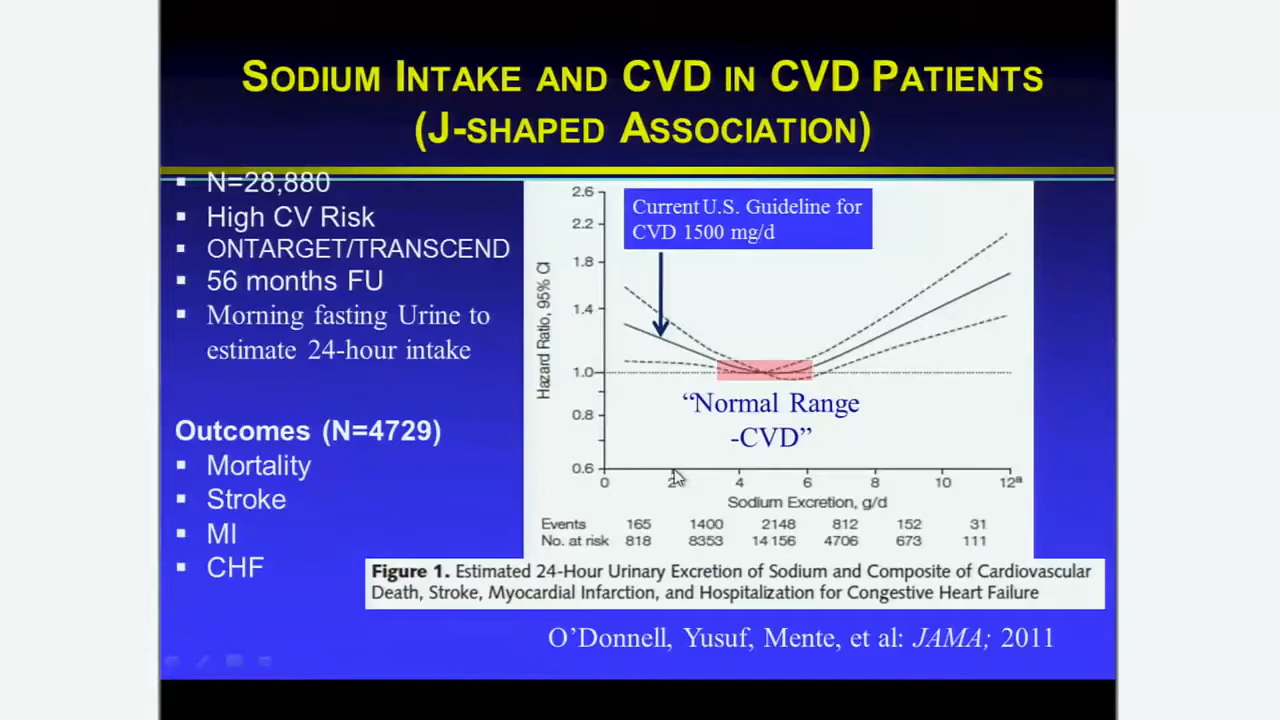 SODIUM INTAKE AND CVD IN CVD PATIENTS
(J-SHAPED ASSOCIATION)
▪ N=28,880
▪ High CV Risk
▪ ONTARGET/TRANSCEND
▪ 56 months FU
▪ Morning fasting Urine to
estimate 24-hour intake
Outcomes (N=4729)
▪ Mortality
▪ Stroke
▪ MI
▪ CHF
Current U.S. Guideline for
CVD 1500 mg/d
Hazard Ratio, 95% CI
2.6
2.2
1.8
1.4
1.0
0.8
0.6
“Normal Range
-CVD”
0 2 4 6 8 10 12ª
Sodium Excretion, g/d
Events 165 1400 2148 812 152 31
No. at risk 818 8353 14 156 4706 673 111
Figure 1. Estimated 24-Hour Urinary Excretion of Sodium and Composite of Cardiovascular
Death, Stroke, Myocardial Infarction, and Hospitalization for Congestive Heart Failure
O’Donnell, Yusuf, Mente, et al: JAMA; 2011